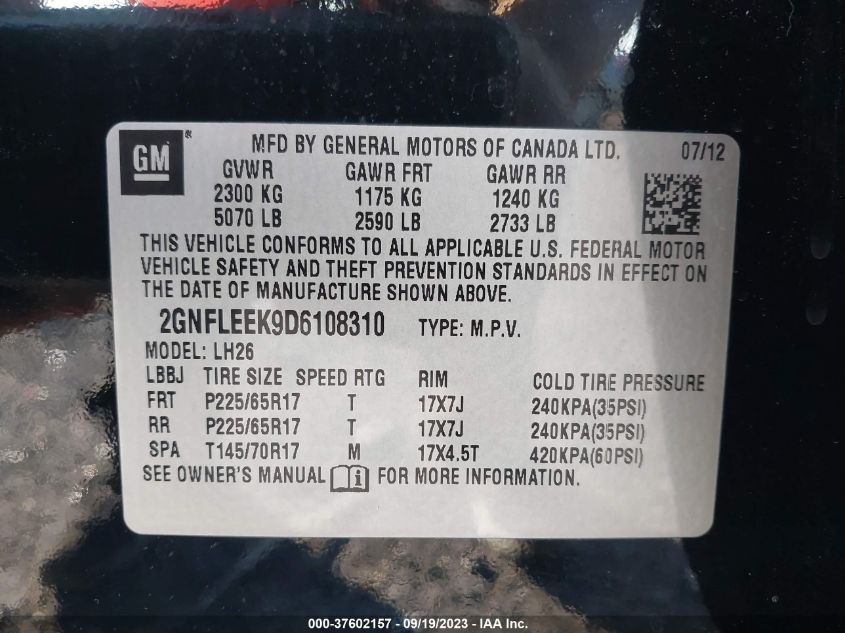 GM ®
MFD BY GENERAL MOTORS OF CANADA LTD. 07/12
GVWR GAWR FRT GAWR RR
2300 KG 1175 KG 1240 KG
5070 LB 2590 LB 2733 LB
THIS VEHICLE CONFORMS TO ALL APPLICABLE U.S. FEDERAL MOTOR
VEHICLE SAFETY AND THEFT PREVENTION STANDARDS IN EFFECT ON
THE DATE OF MANUFACTURE SHOWN ABOVE.
2GNFLEEK9D6108310 TYPE: M.P.V.
MODEL: LH26
LBBJ TIRE SIZE SPEED RTG RIM COLD TIRE PRESSURE
FRT P225/65R17 T 17X7J 240KPA(35PSI)
RR P225/65R17 T 17X7J 240KPA(35PSI)
SPA T145/70R17 M 17X4.5T 420KPA(60PSI)
SEE OWNER'S MANUAL i FOR MORE INFORMATION.
000-37602157 - 09/19/2023 - IAA Inc.